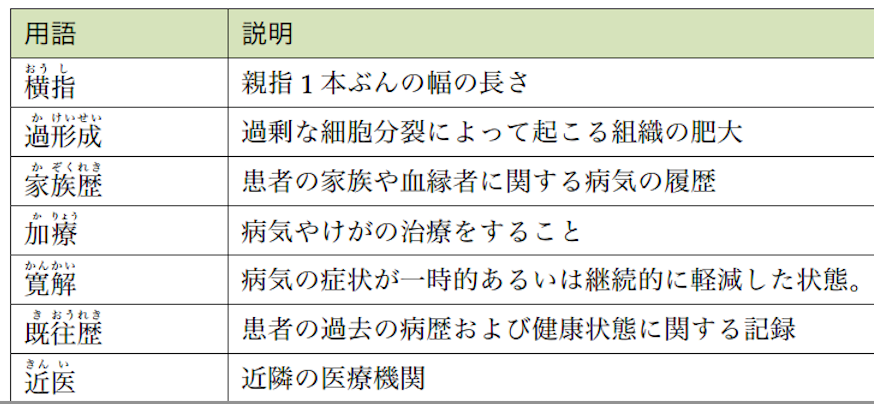 用語 説明
おうし
横指 親指1本ぶんの幅の長さ
かけいせい
過形成 過剰な細胞分裂によって起こる組織の肥大
かぞくれき
家族歴 患者の家族や血縁者に関する病気の履歴
かりょう
加療 病気やけがの治療をすること
かんかい
寛解 病気の症状が一時的あるいは継続的に軽減した状態。
きおうれき
既往歴 患者の過去の病歴および健康状態に関する記録
きんい
近医 近隣の医療機関